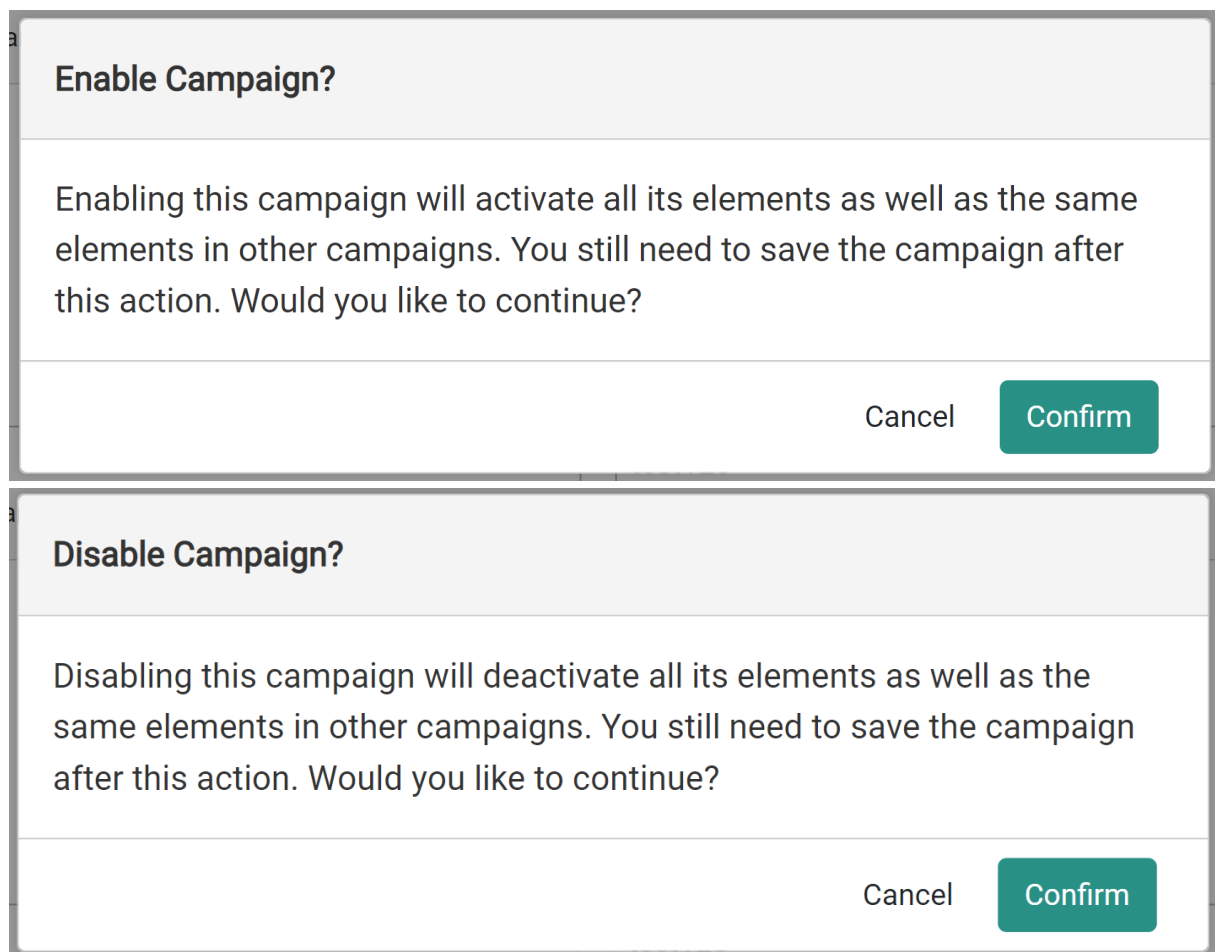 Enable Campaign?
Enabling this campaign will activate all its elements as well as the same
elements in other campaigns. You still need to save the campaign after
this action. Would you like to continue?
Cancel Confirm
Disable Campaign?
Disabling this campaign will deactivate all its elements as well as the
same elements in other campaigns. You still need to save the campaign
after this action. Would you like to continue?
Cancel Confirm